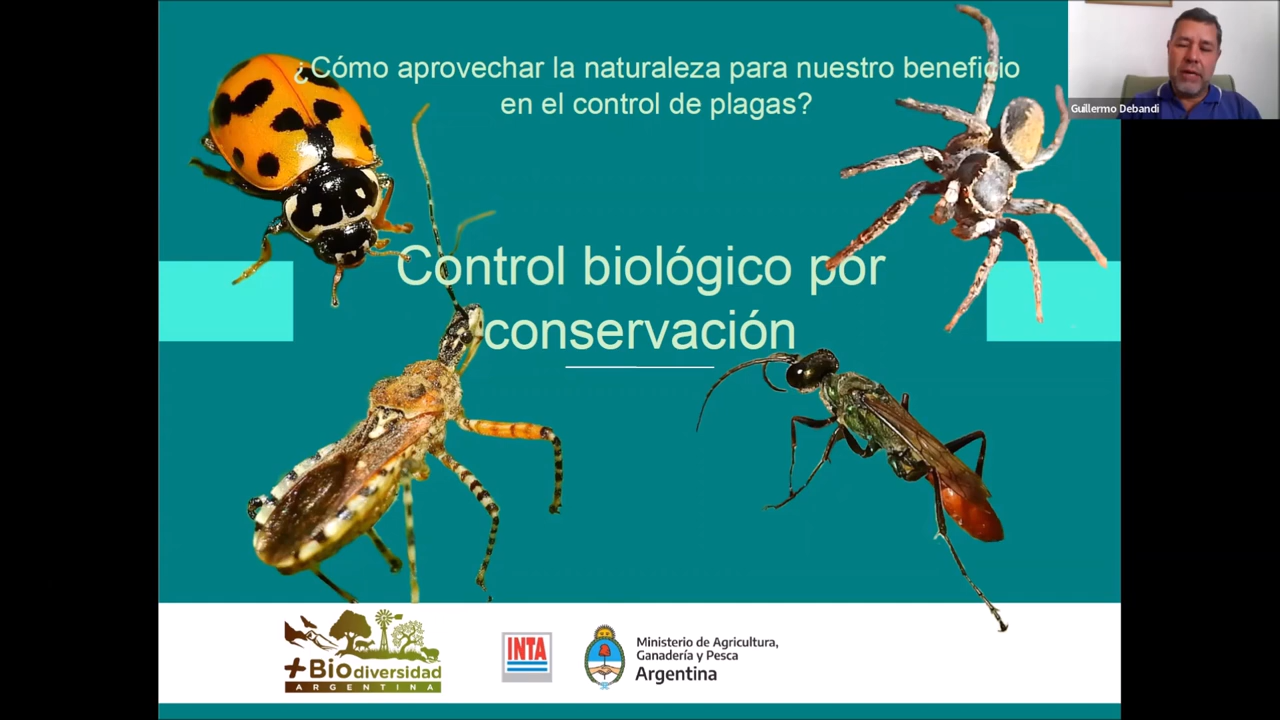 ¿Cómo aprovechar la naturaleza para nuestro beneficio
en el control de plagas?
Guillermo Debandi
Control biológico por
conservación
+Biodiversidad
ARGENTINA
INTA
Ministerio de Agricultura,
Ganadería y Pesca
Argentina